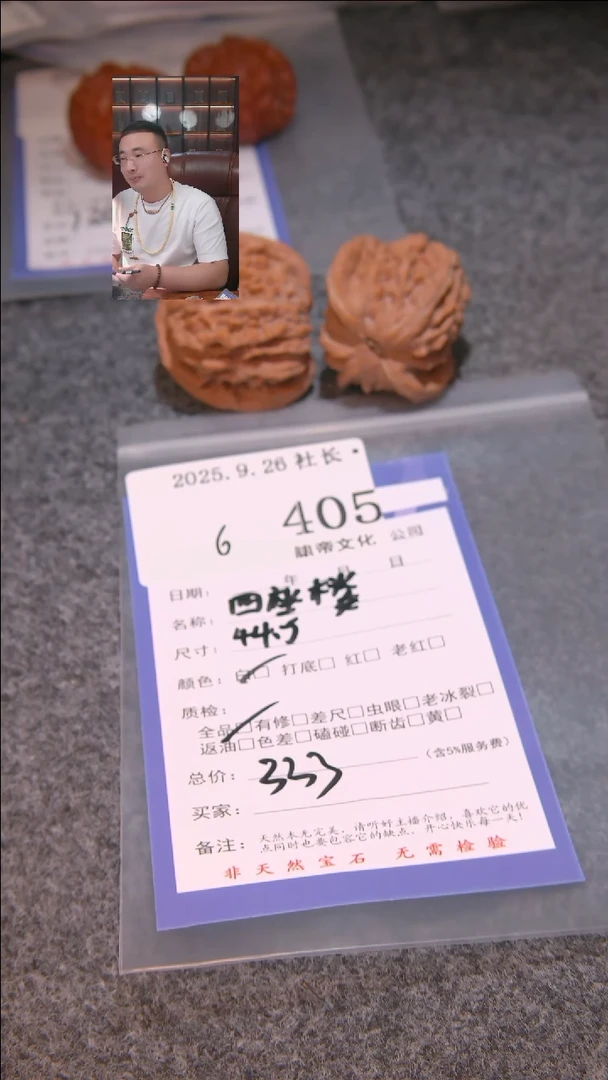 2025.9.26 社长
405
6
文化 公园
日期: 年 月 日
名称: 四座楼
尺寸: 44.5
颜色: 白□ 打底□ 红□ 老红□
质检:
全品□有修□差尺□虫眼□老冰裂□
返油□色差□磕碰□断齿□黄□
总价: 333 (含5%服务费)
买家:
备注: 天然本无完美, 请听好主播介绍, 喜欢它的优
点同时也要包容它的缺点, 开心快乐每一天!
非天然宝石 无需检验